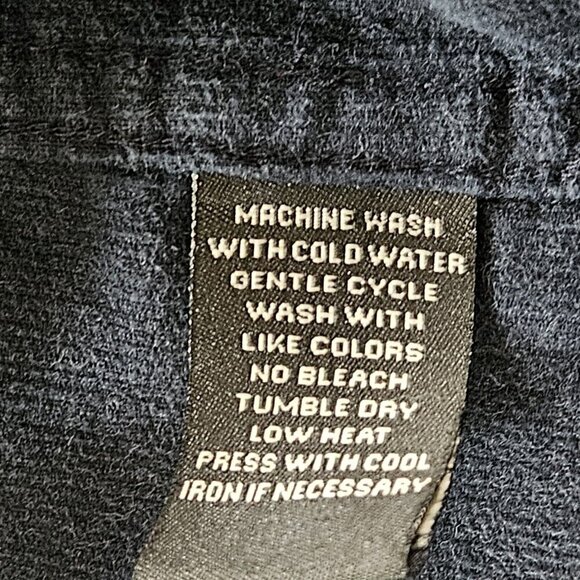 MACHINE WASH
WITH COLD WATER
GENTLE CYCLE
WASH WITH
LIKE COLORS
NO BLEACH
TUMBLE DRY
LOW HEAT
PRESS WITH COOL
IRON IF NECESSARY